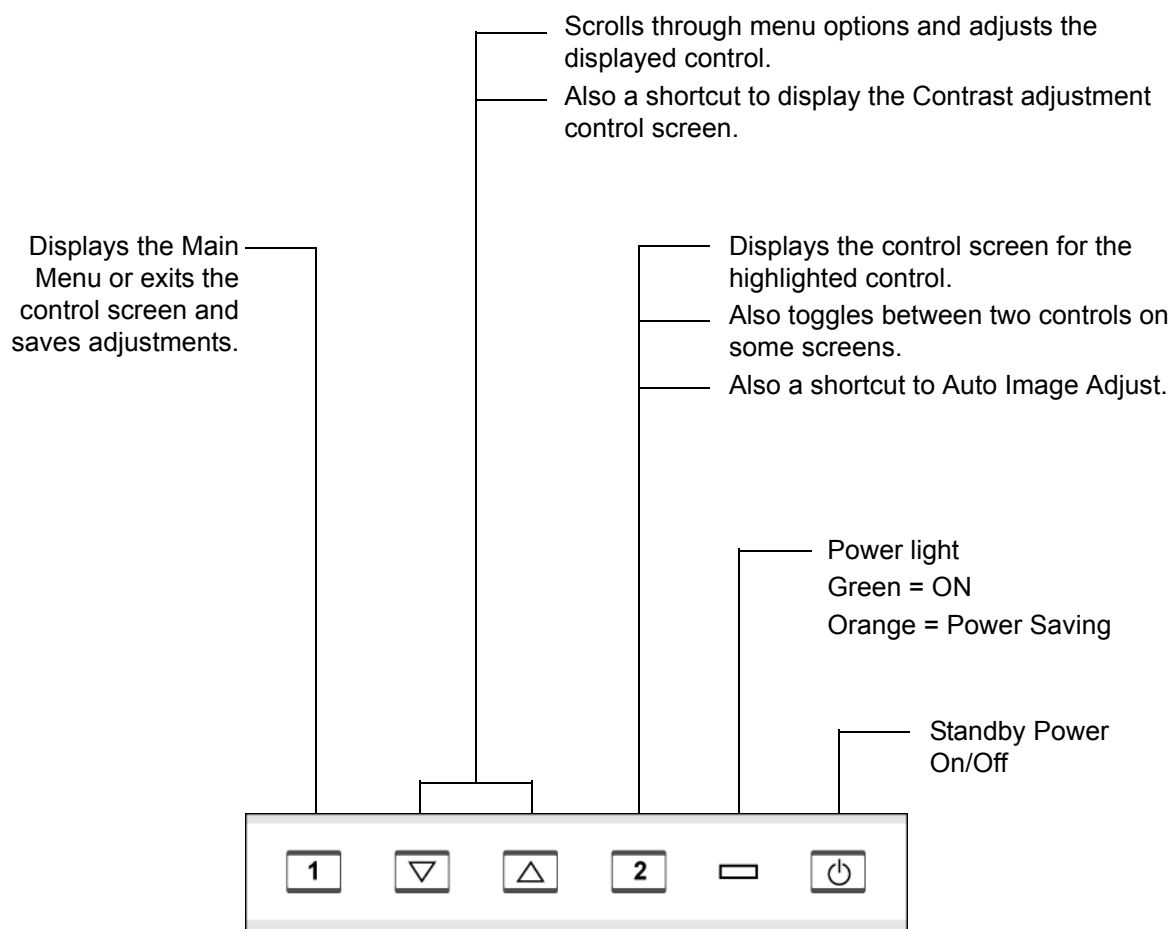 Scrolls through menu options and adjusts the
displayed control.
Also a shortcut to display the Contrast adjustment
control screen.
Displays the Main
Menu or exits the
control screen and
saves adjustments.
Displays the control screen for the
highlighted control.
Also toggles between two controls on
some screens.
Also a shortcut to Auto Image Adjust.
Power light
Green = ON
Orange = Power Saving
Standby Power
On/Off
1
2